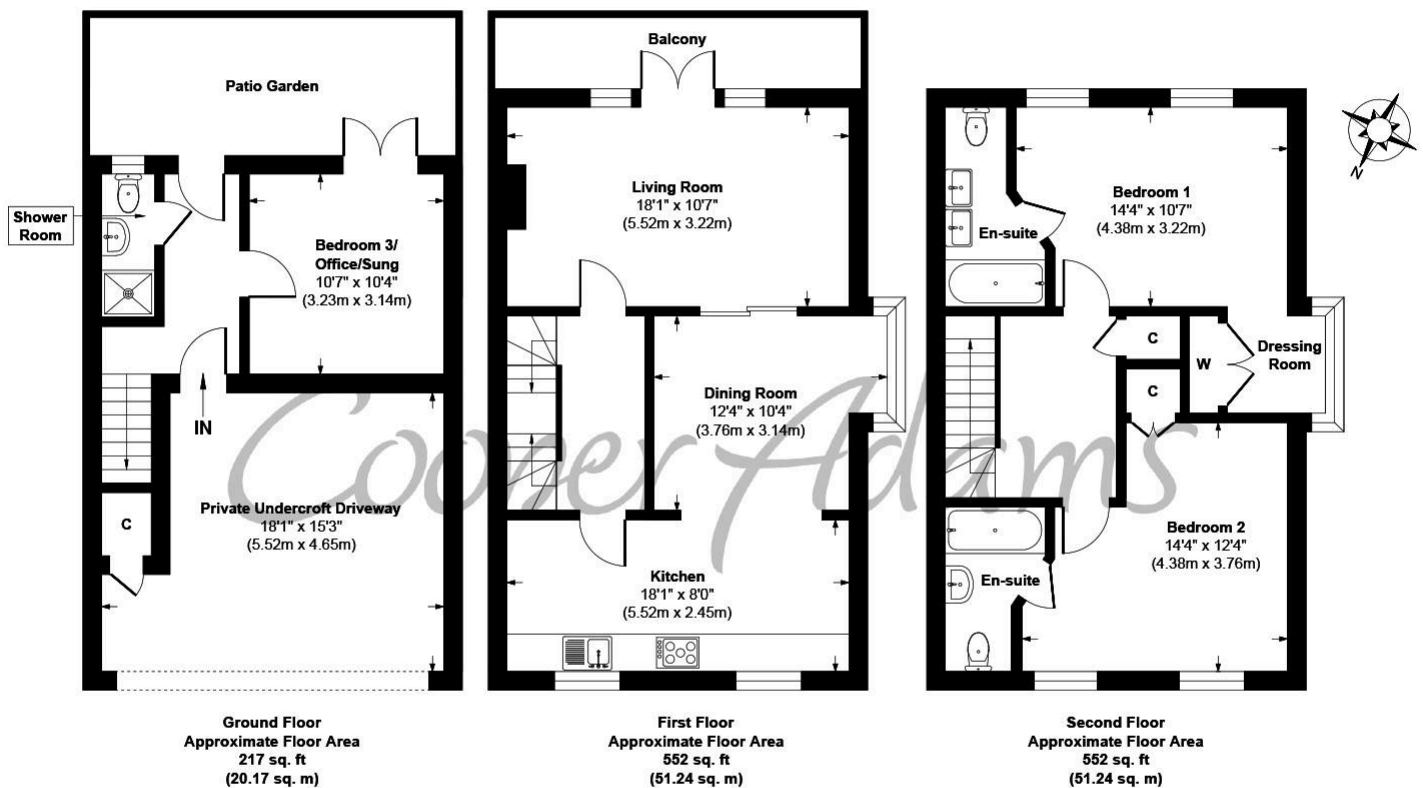 Patio Garden
Shower
Room
Bedroom 3/
Office/Sung
10'7" x 10'4"
(3.23m x 3.14m)
IN
Private Undercroft Driveway
18'1" x 15'3"
(5.52m x 4.65m)
C
Ground Floor
Approximate Floor Area
217 sq. ft
(20.17 sq. m)
Balcony
Living Room
18'1" x 10'7"
(5.52m x 3.22m)
Dining Room
12'4" x 10'4"
(3.76m x 3.14m)
Kitchen
18'1" x 8'0"
(5.52m x 2.45m)
First Floor
Approximate Floor Area
552 sq. ft
(51.24 sq. m)
N
Bedroom 1
14'4" x 10'7"
(4.38m x 3.22m)
En-suite
C
C
W
Dressing
Room
Bedroom 2
14'4" x 12'4"
(4.38m x 3.76m)
En-suite
Second Floor
Approximate Floor Area
552 sq. ft
(51.24 sq. m)
Cooper Adams